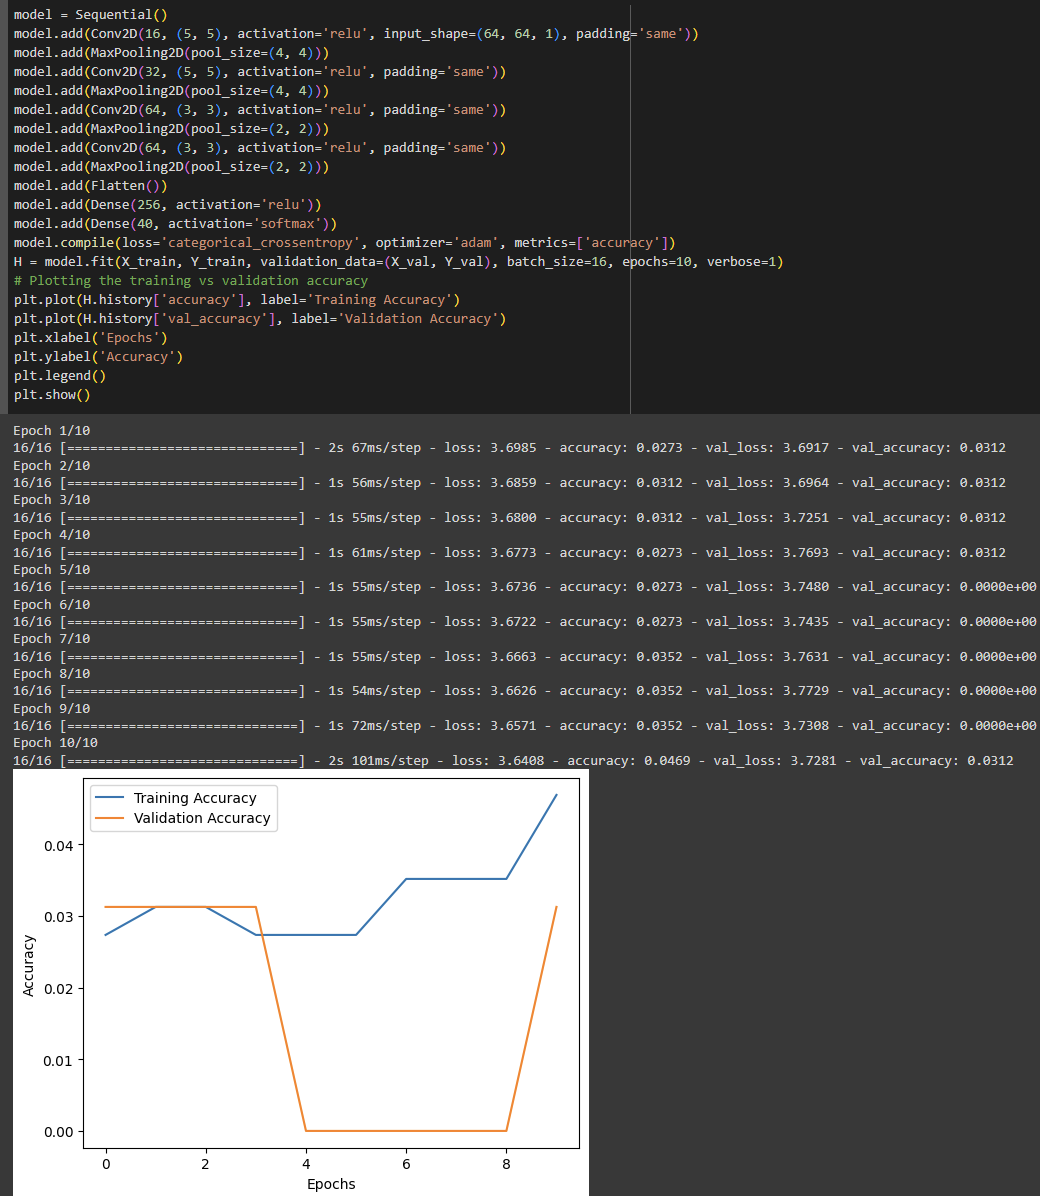 model = Sequential()
model.add(Conv2D(16, (5, 5), activation='relu', input_shape=(64, 64, 1), padding='same'))
model.add(MaxPooling2D(pool_size=(4, 4)))
model.add(Conv2D(32, (5, 5), activation='relu', padding='same'))
model.add(MaxPooling2D(pool_size=(4, 4)))
model.add(Conv2D(64, (3, 3), activation='relu', padding='same'))
model.add(MaxPooling2D(pool_size=(2, 2)))
model.add(Conv2D(64, (3, 3), activation='relu', padding='same'))
model.add(MaxPooling2D(pool_size=(2, 2)))
model.add(Flatten())
model.add(Dense(256, activation='relu'))
model.add(Dense(40, activation='softmax'))
model.compile(loss='categorical_crossentropy', optimizer='adam', metrics=['accuracy'])
H = model.fit(X_train, Y_train, validation_data=(X_val, Y_val), batch_size=16, epochs=10, verbose=1)
# Plotting the training vs validation accuracy
plt.plot(H.history['accuracy'], label='Training Accuracy')
plt.plot(H.history['val_accuracy'], label='Validation Accuracy')
plt.xlabel('Epochs')
plt.ylabel('Accuracy')
plt.legend()
plt.show()
Epoch 1/10
16/16 [==============================] - 2s 67ms/step - loss: 3.6985 - accuracy: 0.0273 - val_loss: 3.6917 - val_accuracy: 0.0312
Epoch 2/10
16/16 [==============================] - 1s 56ms/step - loss: 3.6859 - accuracy: 0.0312 - val_loss: 3.6964 - val_accuracy: 0.0312
Epoch 3/10
16/16 [==============================] - 1s 55ms/step - loss: 3.6800 - accuracy: 0.0312 - val_loss: 3.7251 - val_accuracy: 0.0312
Epoch 4/10
16/16 [==============================] - 1s 61ms/step - loss: 3.6773 - accuracy: 0.0273 - val_loss: 3.7693 - val_accuracy: 0.0312
Epoch 5/10
16/16 [==============================] - 1s 55ms/step - loss: 3.6736 - accuracy: 0.0273 - val_loss: 3.7480 - val_accuracy: 0.0000e+00
Epoch 6/10
16/16 [==============================] - 1s 55ms/step - loss: 3.6722 - accuracy: 0.0273 - val_loss: 3.7435 - val_accuracy: 0.0000e+00
Epoch 7/10
16/16 [==============================] - 1s 55ms/step - loss: 3.6663 - accuracy: 0.0352 - val_loss: 3.7631 - val_accuracy: 0.0000e+00
Epoch 8/10
16/16 [==============================] - 1s 54ms/step - loss: 3.6626 - accuracy: 0.0352 - val_loss: 3.7729 - val_accuracy: 0.0000e+00
Epoch 9/10
16/16 [==============================] - 1s 72ms/step - loss: 3.6571 - accuracy: 0.0352 - val_loss: 3.7308 - val_accuracy: 0.0000e+00
Epoch 10/10
16/16 [==============================] - 2s 101ms/step - loss: 3.6408 - accuracy: 0.0469 - val_loss: 3.7281 - val_accuracy: 0.0312
Training Accuracy
Validation Accuracy
0.04
0.03
0.02
0.01
0.00
Accuracy
0 2 4 6 8
Epochs